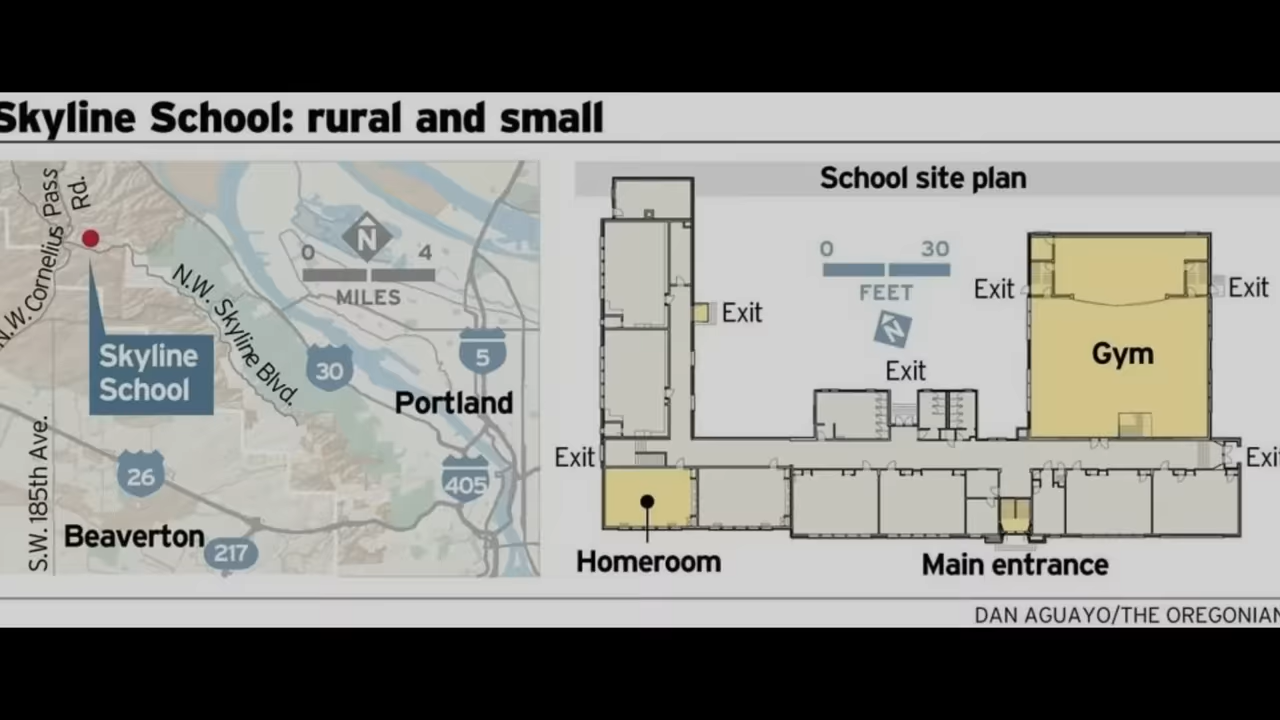 Skyline School: rural and small
N.W. Cornelius Pass
Rd.
0
N
4
MILES
N.W. Skyline Blvd.
Skyline
School
30
5
Portland
S.W. 185th Ave.
26
405
Beaverton
217
School site plan
0
30
FEET
N
Exit
Exit
Exit
Exit
Gym
Exit
Exit
Homeroom
Main entrance
DAN AGUAYO/THE OREGONIAN